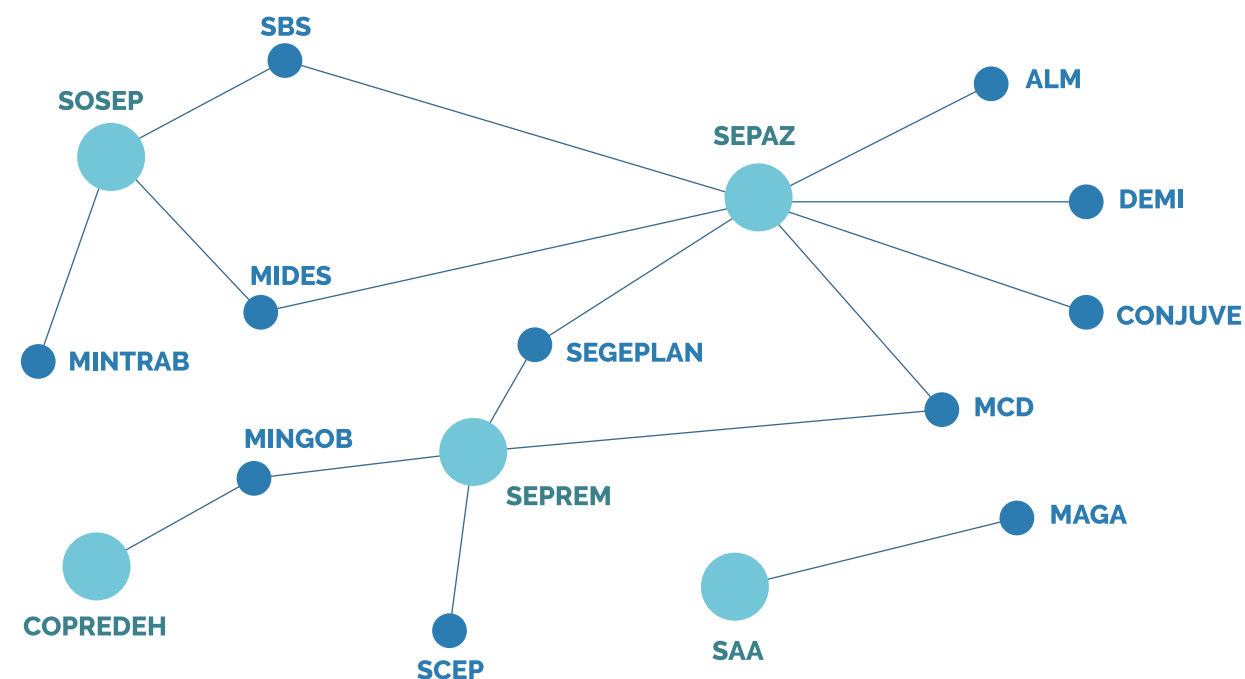 SBS
ALM
SOSEP
SEPAZ
DEMI
MIDES
CONJUVE
SEGEPLAN
MINTRAB
MCD
MINGOB
SEPREM
MAGA
COPREDEH
SAA
SCEP